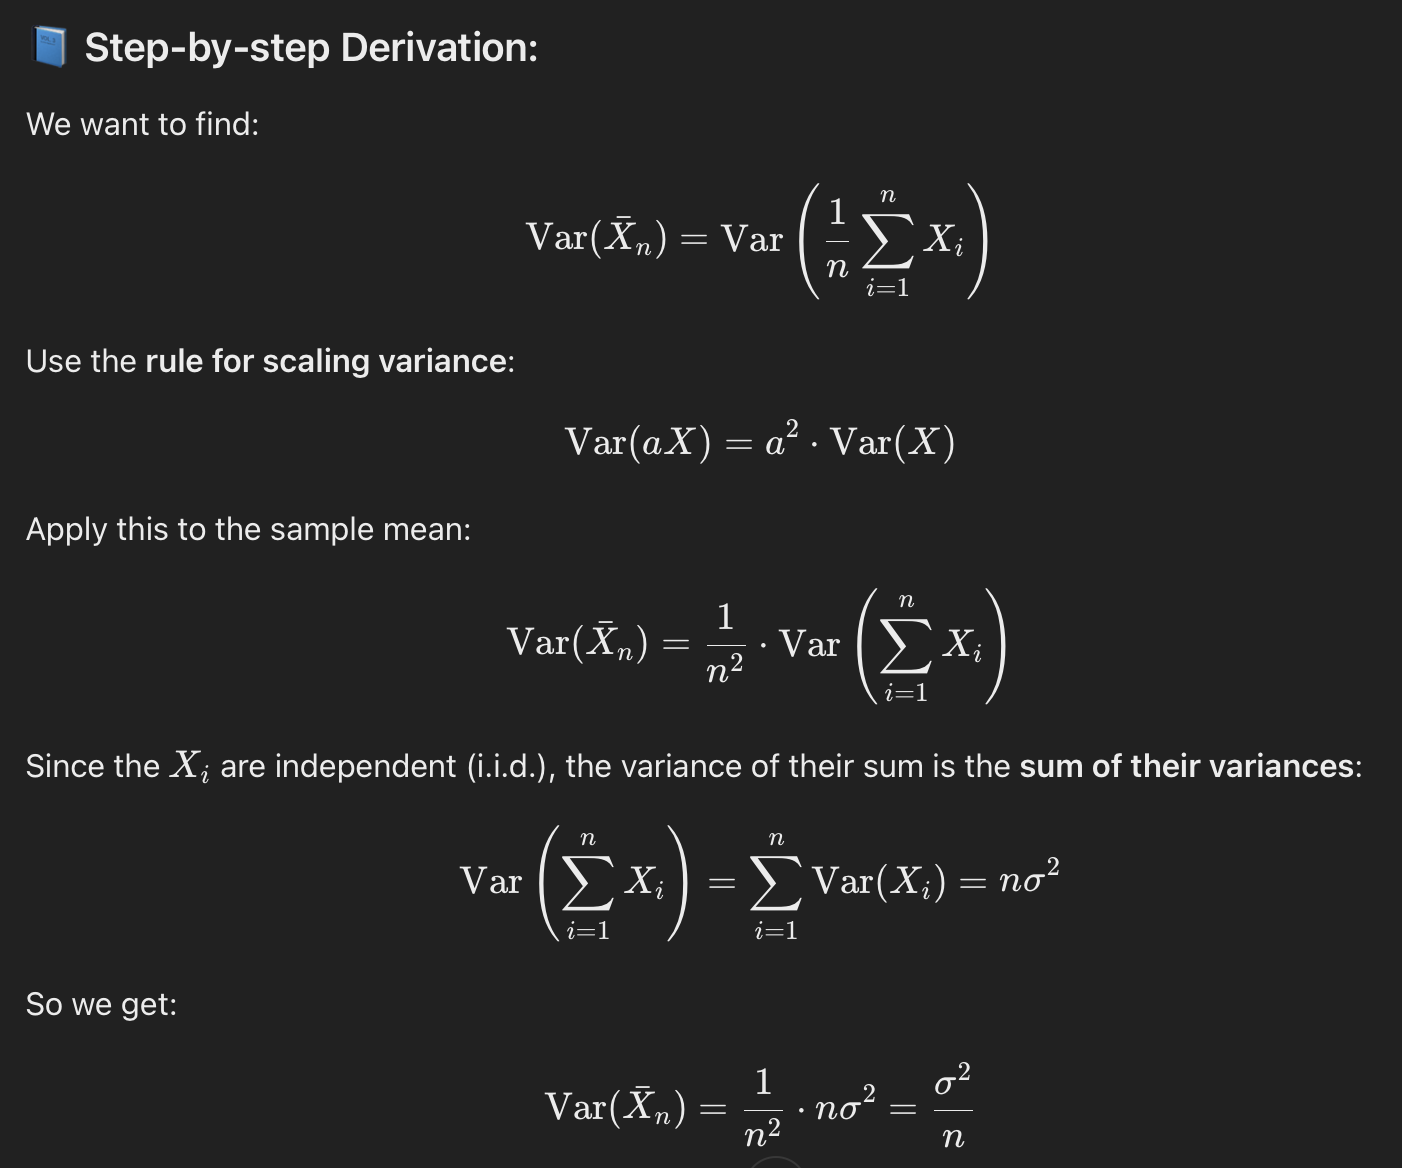 📘 Step-by-step Derivation:
We want to find:
$$\text{Var}(\bar{X}_n) = \text{Var}\left(\frac{1}{n}\sum_{i=1}^{n} X_i\right)$$
Use the rule for scaling variance:
$$\text{Var}(aX) = a^2 \cdot \text{Var}(X)$$
Apply this to the sample mean:
$$\text{Var}(\bar{X}_n) = \frac{1}{n^2} \cdot \text{Var}\left(\sum_{i=1}^{n} X_i\right)$$
Since the $X_i$ are independent (i.i.d.), the variance of their sum is the sum of their variances:
$$\text{Var}\left(\sum_{i=1}^{n} X_i\right) = \sum_{i=1}^{n} \text{Var}(X_i) = n\sigma^2$$
So we get:
$$\text{Var}(\bar{X}_n) = \frac{1}{n^2} \cdot n\sigma^2 = \frac{\sigma^2}{n}$$